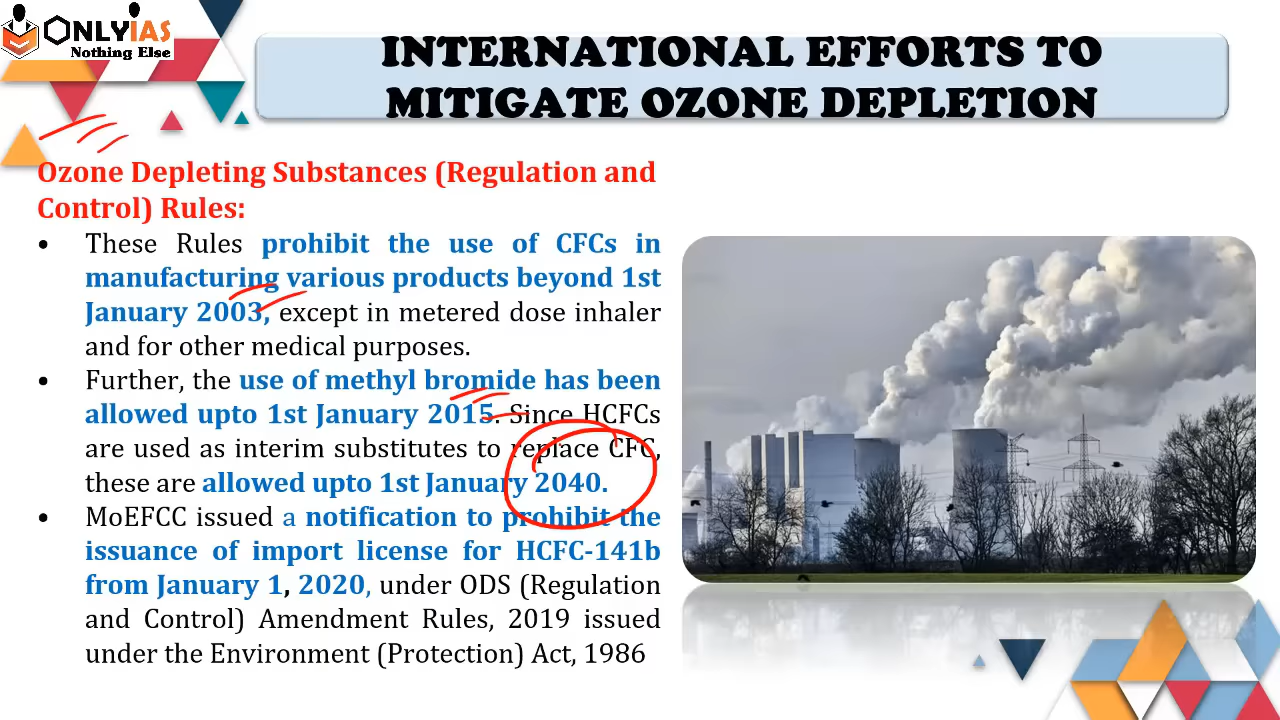 ONLYIAS
Nothing Else
INTERNATIONAL EFFORTS TO
MITIGATE OZONE DEPLETION
Ozone Depleting Substances (Regulation and
Control) Rules:
• These Rules prohibit the use of CFCs in
manufacturing various products beyond 1st
January 2003, except in metered dose inhaler
and for other medical purposes.
• Further, the use of methyl bromide has been
allowed upto 1st January 2015. Since HCFCs
are used as interim substitutes to replace CFC,
these are allowed upto 1st January 2040.
• MoEFCC issued a notification to prohibit the
issuance of import license for HCFC-141b
from January 1, 2020, under ODS (Regulation
and Control) Amendment Rules, 2019 issued
under the Environment (Protection) Act, 1986